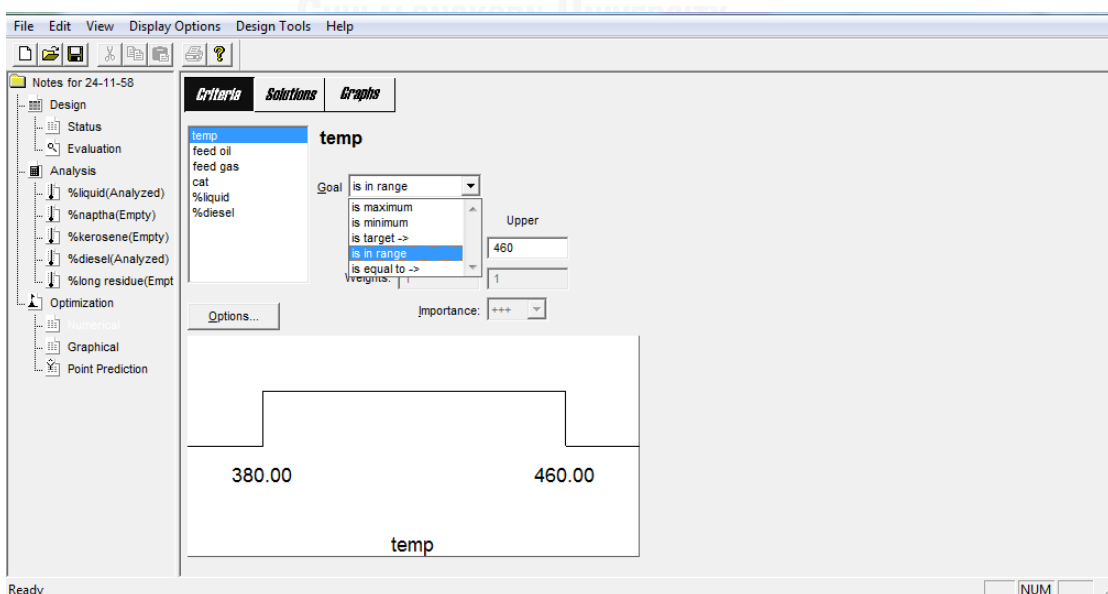 CHULALONGKORN UNIVERSITY
File Edit View Display Options Design Tools Help
Notes for 24-11-58
Design
Status
Evaluation
Analysis
%liquid(Analyzed)
%naptha(Empty)
%kerosene(Empty)
%diesel(Analyzed)
%long residue(Empt
Optimization
Numerical
Graphical
Point Prediction
Criteria Solutions Graphs
temp
feed oil
feed gas
cat
%liquid
%diesel
temp
Goal is in range
is maximum
is minimum
is target ->
is in range
is equal to ->
Upper
460
Weights: 1 1
Importance: +++
Options...
380.00 460.00
temp
Ready NUM